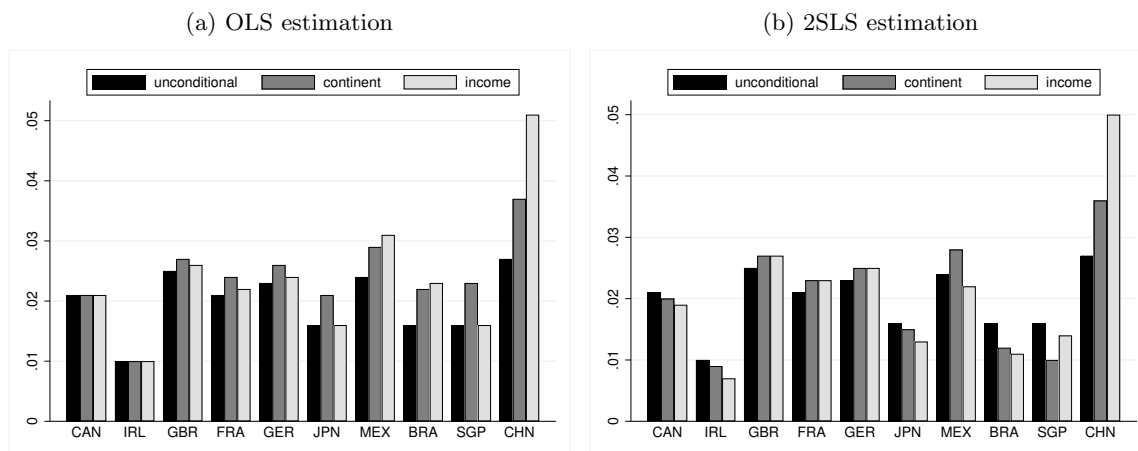 (a) OLS estimation
unconditional continent income
.05
.04
.03
.02
.01
0
CAN IRL GBR FRA GER JPN MEX BRA SGP CHN
(b) 2SLS estimation
unconditional continent income
.05
.04
.03
.02
.01
0
CAN IRL GBR FRA GER JPN MEX BRA SGP CHN